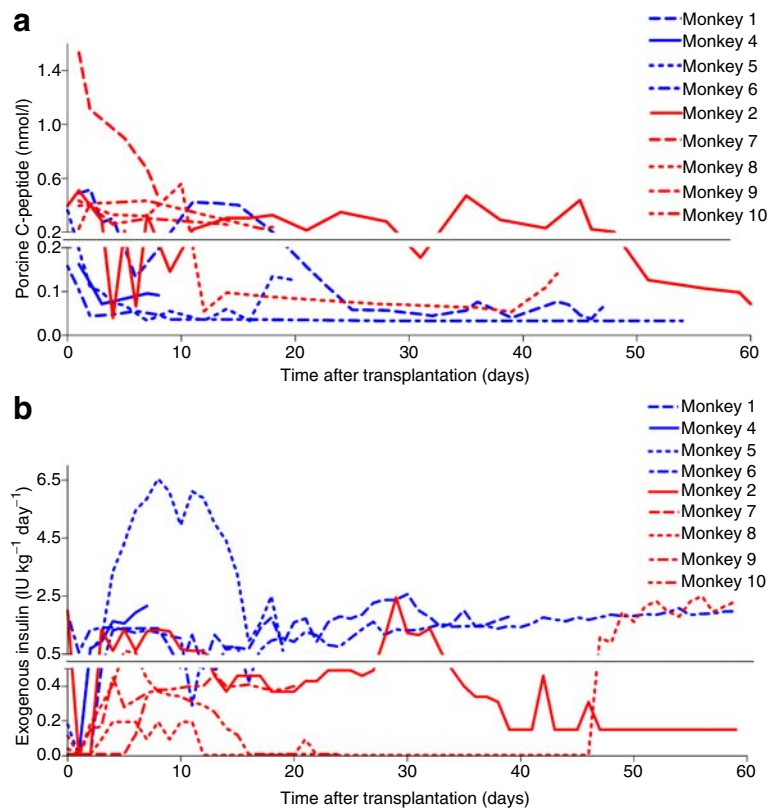 a
Monkey 1
Monkey 4
Monkey 5
Monkey 6
Monkey 2
Monkey 7
Monkey 8
Monkey 9
Monkey 10
Porcine C-peptide (nmol/l)
1.4
1.0
0.6
0.2
0.2
0.1
0.0
0 10 20 30 40 50 60
Time after transplantation (days)
b
Monkey 1
Monkey 4
Monkey 5
Monkey 6
Monkey 2
Monkey 7
Monkey 8
Monkey 9
Monkey 10
Exogenous insulin (IU kg⁻¹ day⁻¹)
6.5
4.5
2.5
0.5
0.4
0.2
0.0
0 10 20 30 40 50 60
Time after transplantation (days)